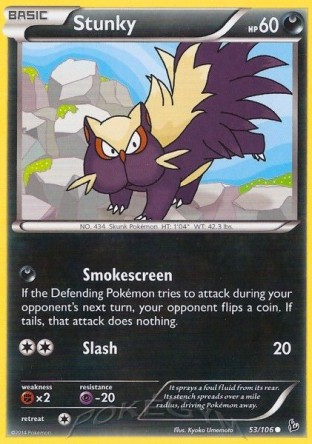 BASIC
Stunky
HP60
NO. 434 Skunk Pokémon HT: 1'04" WT: 42.3 lbs.
Smokescreen
If the Defending Pokémon tries to attack during your
opponent's next turn, your opponent flips a coin. If
tails, that attack does nothing.
Slash 20
weakness
×2
resistance
-20
retreat
It sprays a foul fluid from its rear.
Its stench spreads over a mile
radius, driving Pokémon away.
Illus. Kyoko Umemoto
53/106
©2014 Pokémon